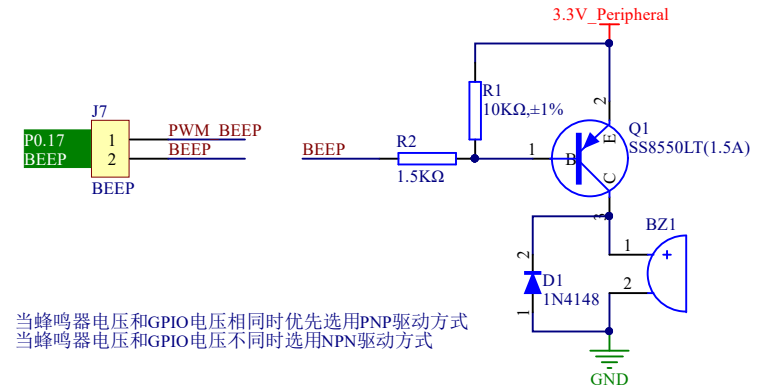 3.3V_Peripheral
J7
P0.17
1
PWM_BEEP
BEEP
2
BEEP
BEEP
BEEP
R2
1.5KΩ
R1
10KΩ,±1%
1
2
B
E
C
3
Q1
SS8550LT(1.5A)
BZ1
1
+
2
2
D1
1N4148
1
GND
当蜂鸣器电压和GPIO电压相同时优先选用PNP驱动方式
当蜂鸣器电压和GPIO电压不同时选用NPN驱动方式